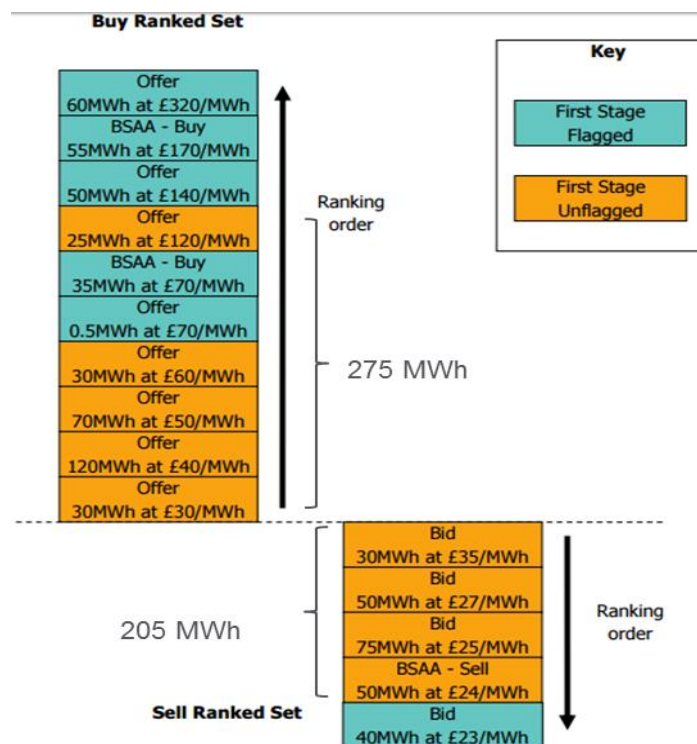 Buy Ranked Set
Offer
60MWh at £320/MWh
BSAA - Buy
55MWh at £170/MWh
Offer
50MWh at £140/MWh
Offer
25MWh at £120/MWh
BSAA - Buy
35MWh at £70/MWh
Offer
0.5MWh at £70/MWh
Offer
30MWh at £60/MWh
Offer
70MWh at £50/MWh
Offer
120MWh at £40/MWh
Offer
30MWh at £30/MWh
Ranking
order
275 MWh
Key
First Stage
Flagged
First Stage
Unflagged
205 MWh
Bid
30MWh at £35/MWh
Bid
50MWh at £27/MWh
Bid
75MWh at £25/MWh
BSAA - Sell
50MWh at £24/MWh
Bid
40MWh at £23/MWh
Ranking
order
Sell Ranked Set